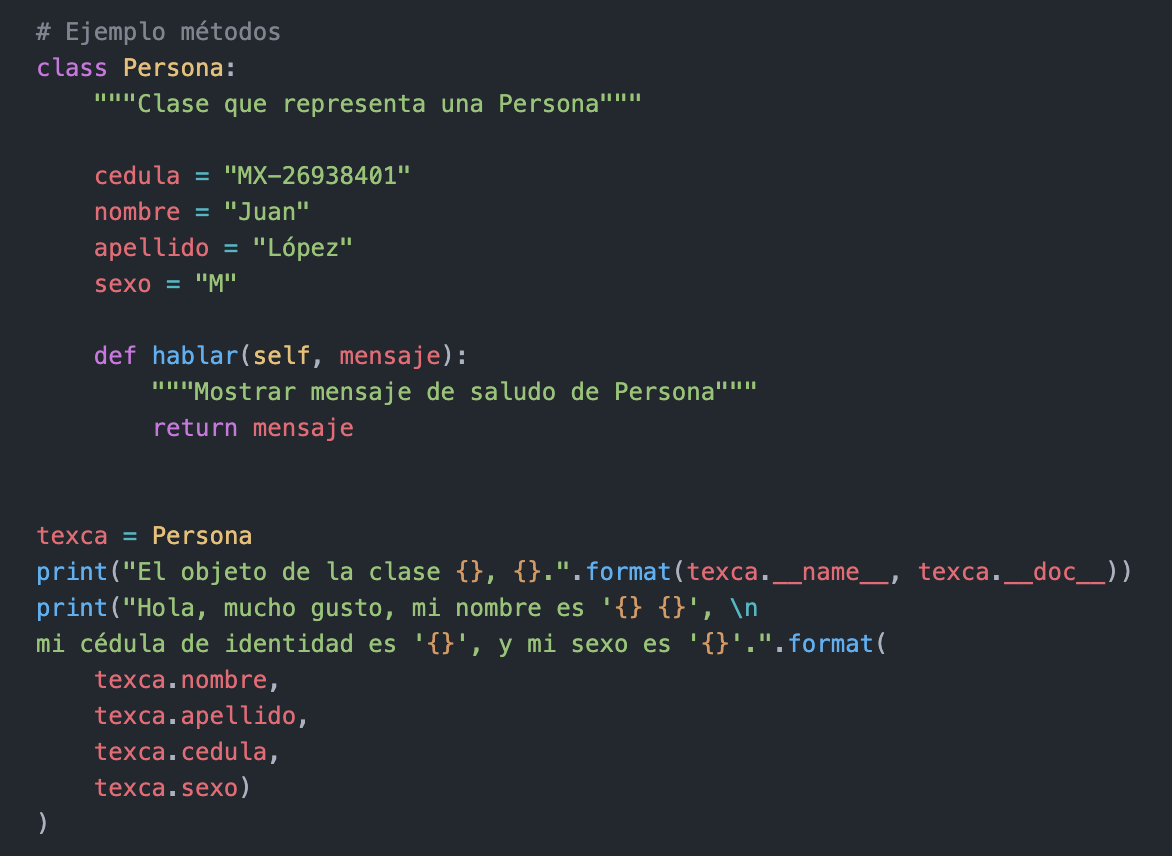 # Ejemplo métodos
class Persona:
    """Clase que representa una Persona"""

    cedula = "MX-26938401"
    nombre = "Juan"
    apellido = "López"
    sexo = "M"

    def hablar(self, mensaje):
        """Mostrar mensaje de saludo de Persona"""
        return mensaje


texca = Persona
print("El objeto de la clase {}, {}.".format(texca.__name__, texca.__doc__))
print("Hola, mucho gusto, mi nombre es '{} {}', \n
mi cédula de identidad es '{}', y mi sexo es '{}'.".format(
    texca.nombre,
    texca.apellido,
    texca.cedula,
    texca.sexo)
)